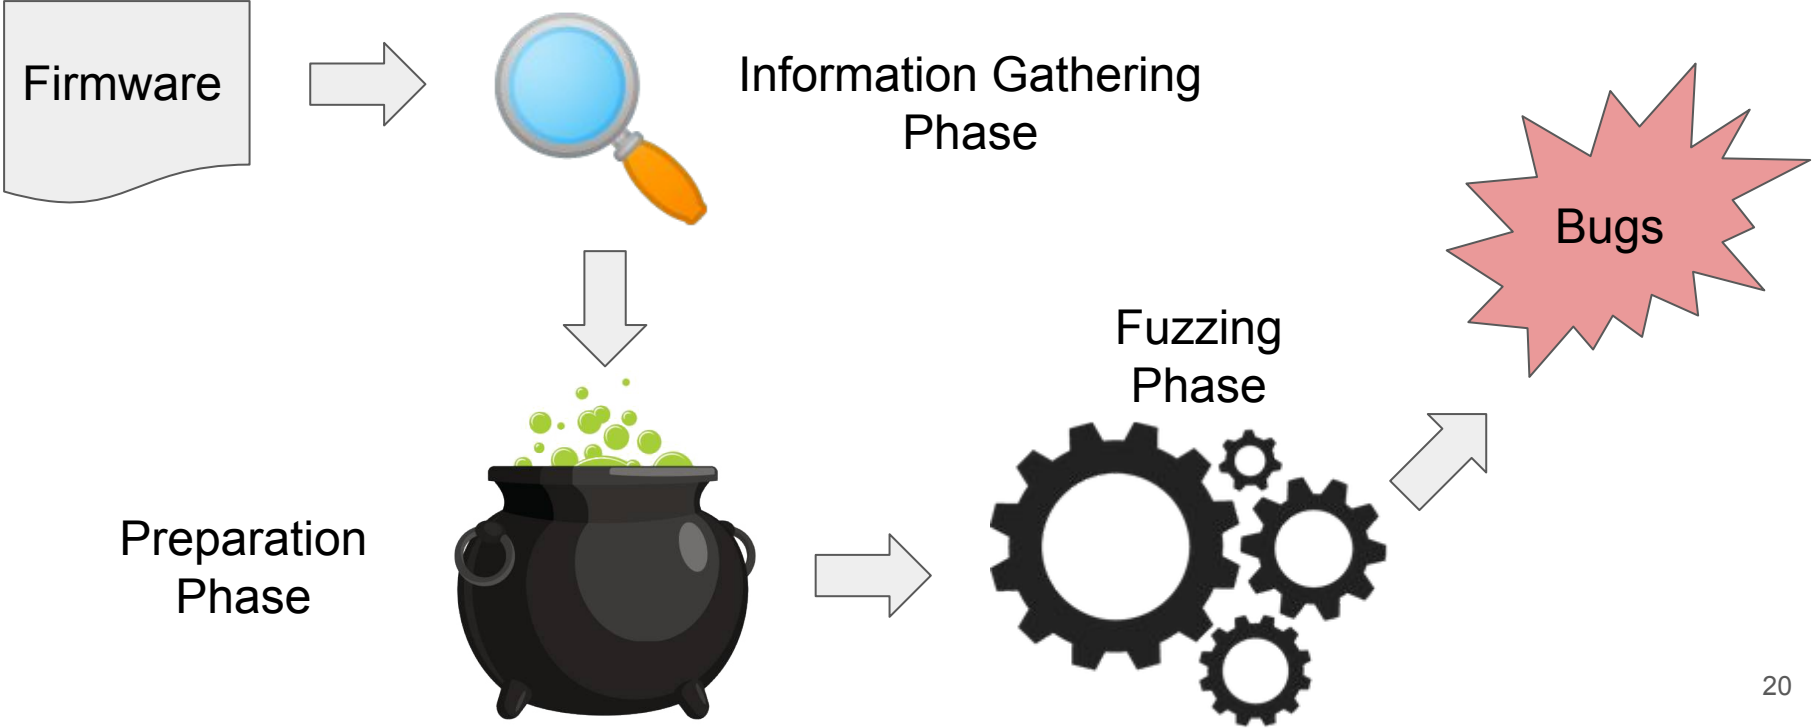 Firmware
Information Gathering
Phase
Bugs
Fuzzing
Phase
Preparation
Phase
20